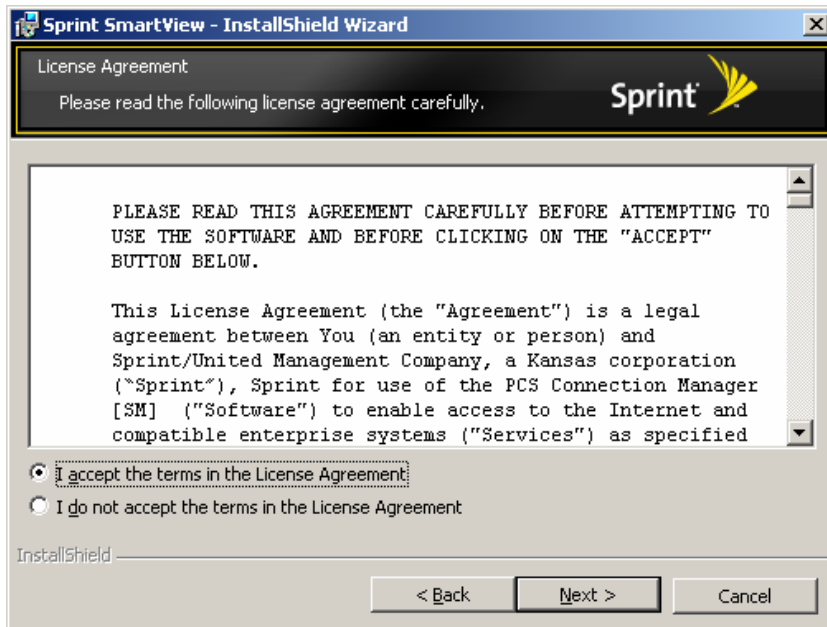 Sprint SmartView - InstallShield Wizard
License Agreement
Please read the following license agreement carefully.
Sprint
PLEASE READ THIS AGREEMENT CAREFULLY BEFORE ATTEMPTING TO
USE THE SOFTWARE AND BEFORE CLICKING ON THE "ACCEPT"
BUTTON BELOW.
This License Agreement (the "Agreement") is a legal
agreement between You (an entity or person) and
Sprint/United Management Company, a Kansas corporation
("Sprint"), Sprint for use of the PCS Connection Manager
[SM]  ("Software") to enable access to the Internet and
compatible enterprise systems ("Services") as specified
I accept the terms in the License Agreement
I do not accept the terms in the License Agreement
InstallShield
< Back
Next >
Cancel